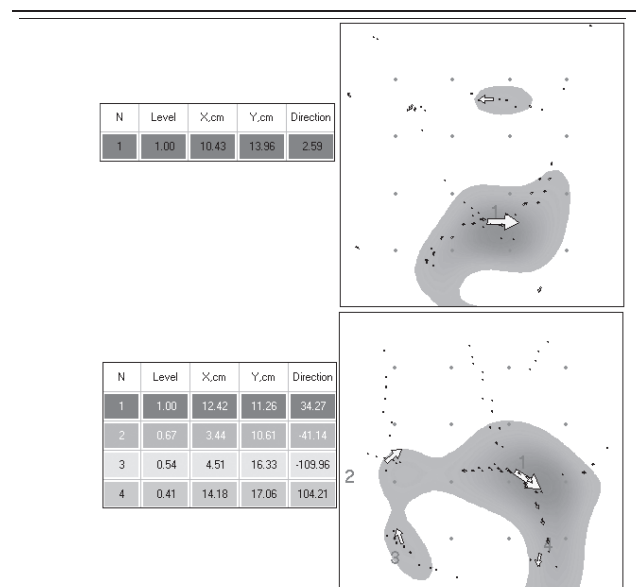 N Level X,cm Y,cm Direction
1 1.00 10.43 13.96 2.59
1
N Level X,cm Y,cm Direction
1 1.00 12.42 11.26 34.27
2 0.67 3.44 10.61 -41.14
3 0.54 4.51 16.33 -109.96
4 0.41 14.18 17.06 104.21
1
2
4
3